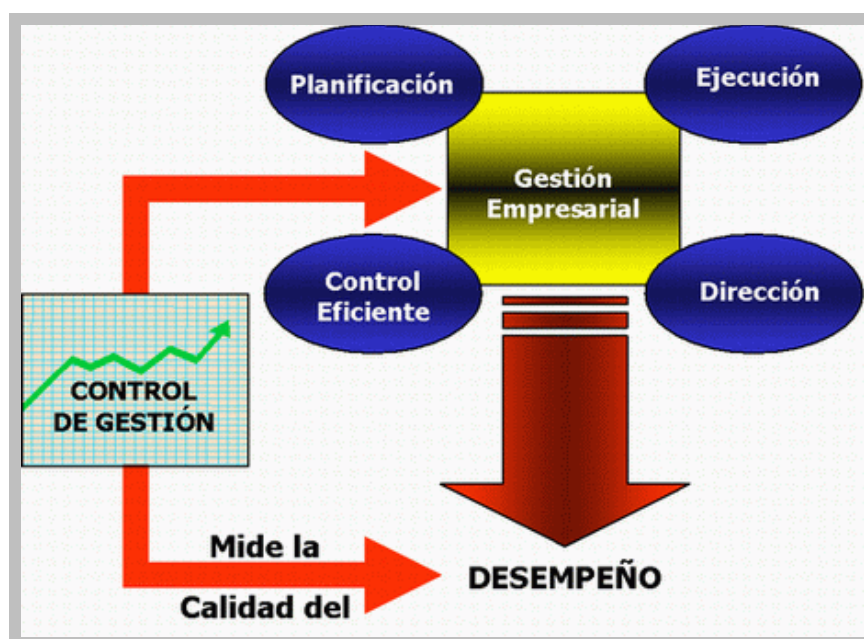 Planificación
Ejecución
Gestión
Empresarial
Control
Eficiente
Dirección
CONTROL
DE GESTIÓN
Mide la
Calidad del
DESEMPEÑO